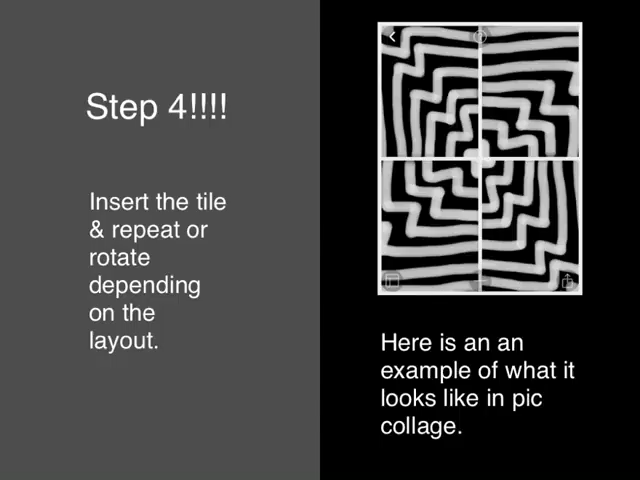 Step 4!!!!
Insert the tile
& repeat or
rotate
depending
on the
layout.
Here is an an
example of what it
looks like in pic
collage.